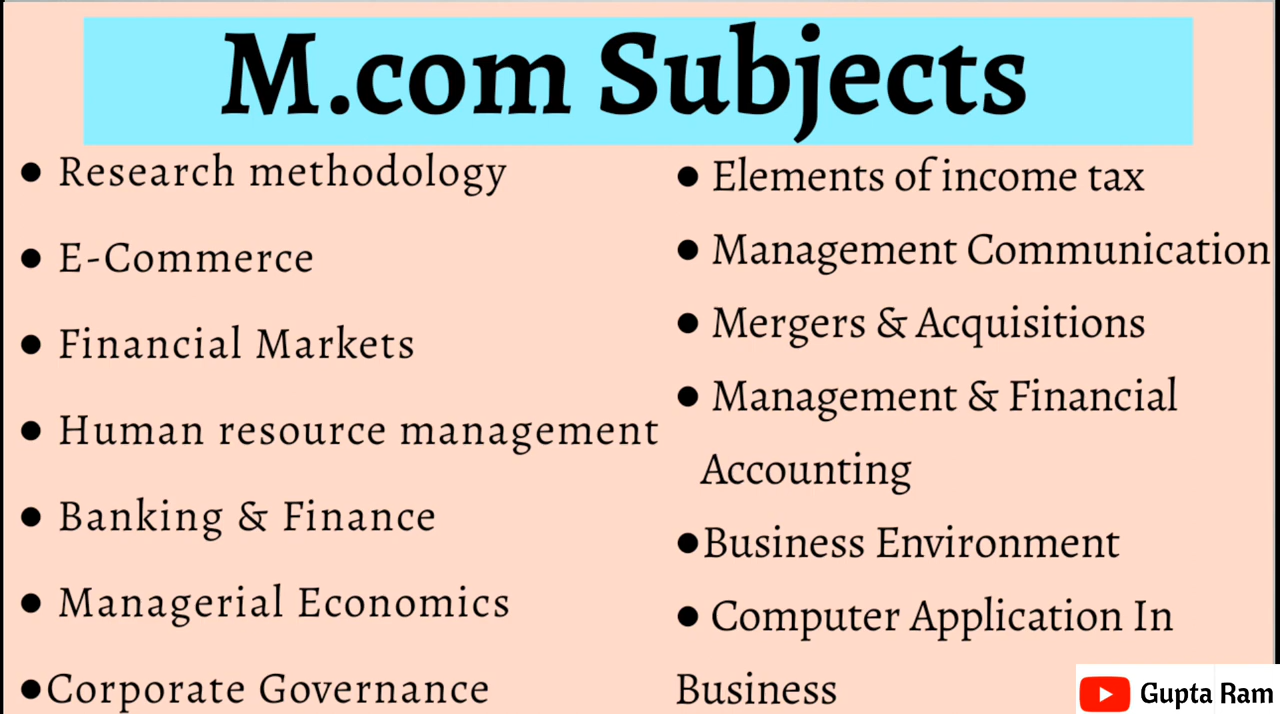 M.com Subjects
● Research methodology
● E-Commerce
● Financial Markets
● Human resource management
● Banking & Finance
● Managerial Economics
●Corporate Governance
● Elements of income tax
● Management Communication
● Mergers & Acquisitions
● Management & Financial
Accounting
●Business Environment
● Computer Application In
Business
Gupta Ram